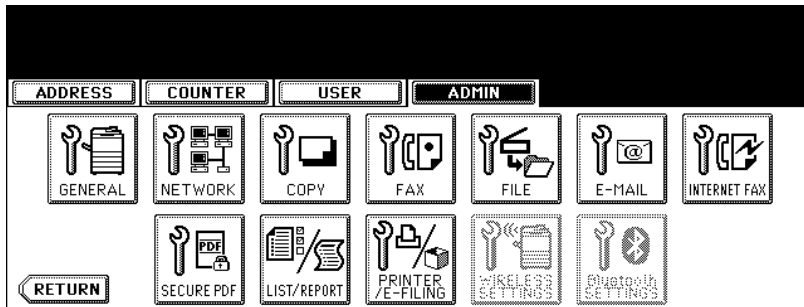 ADDRESS COUNTER USER ADMIN
GENERAL NETWORK COPY FAX FILE E-MAIL INTERNET FAX
PDF
SECURE PDF LIST/REPORT PRINTER /E-FILING WIRELESS SETTINGS Bluetooth SETTINGS
RETURN